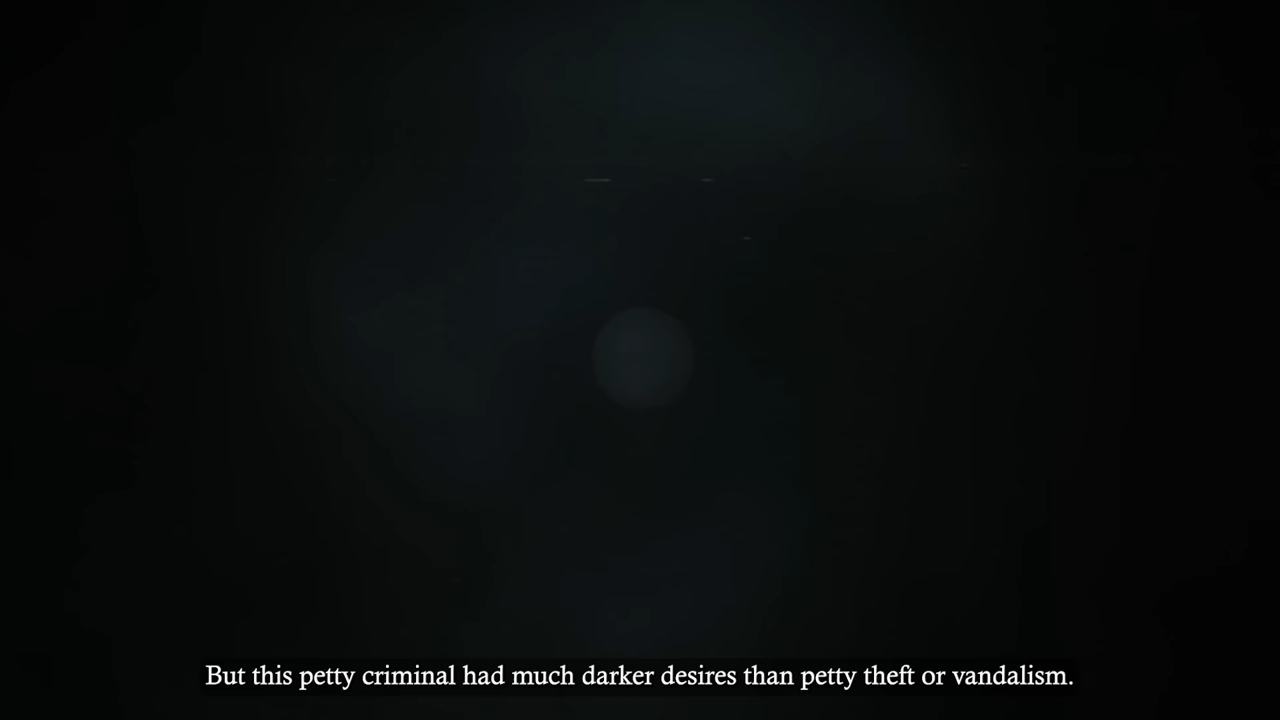 But this petty criminal had much darker desires than petty theft or vandalism.